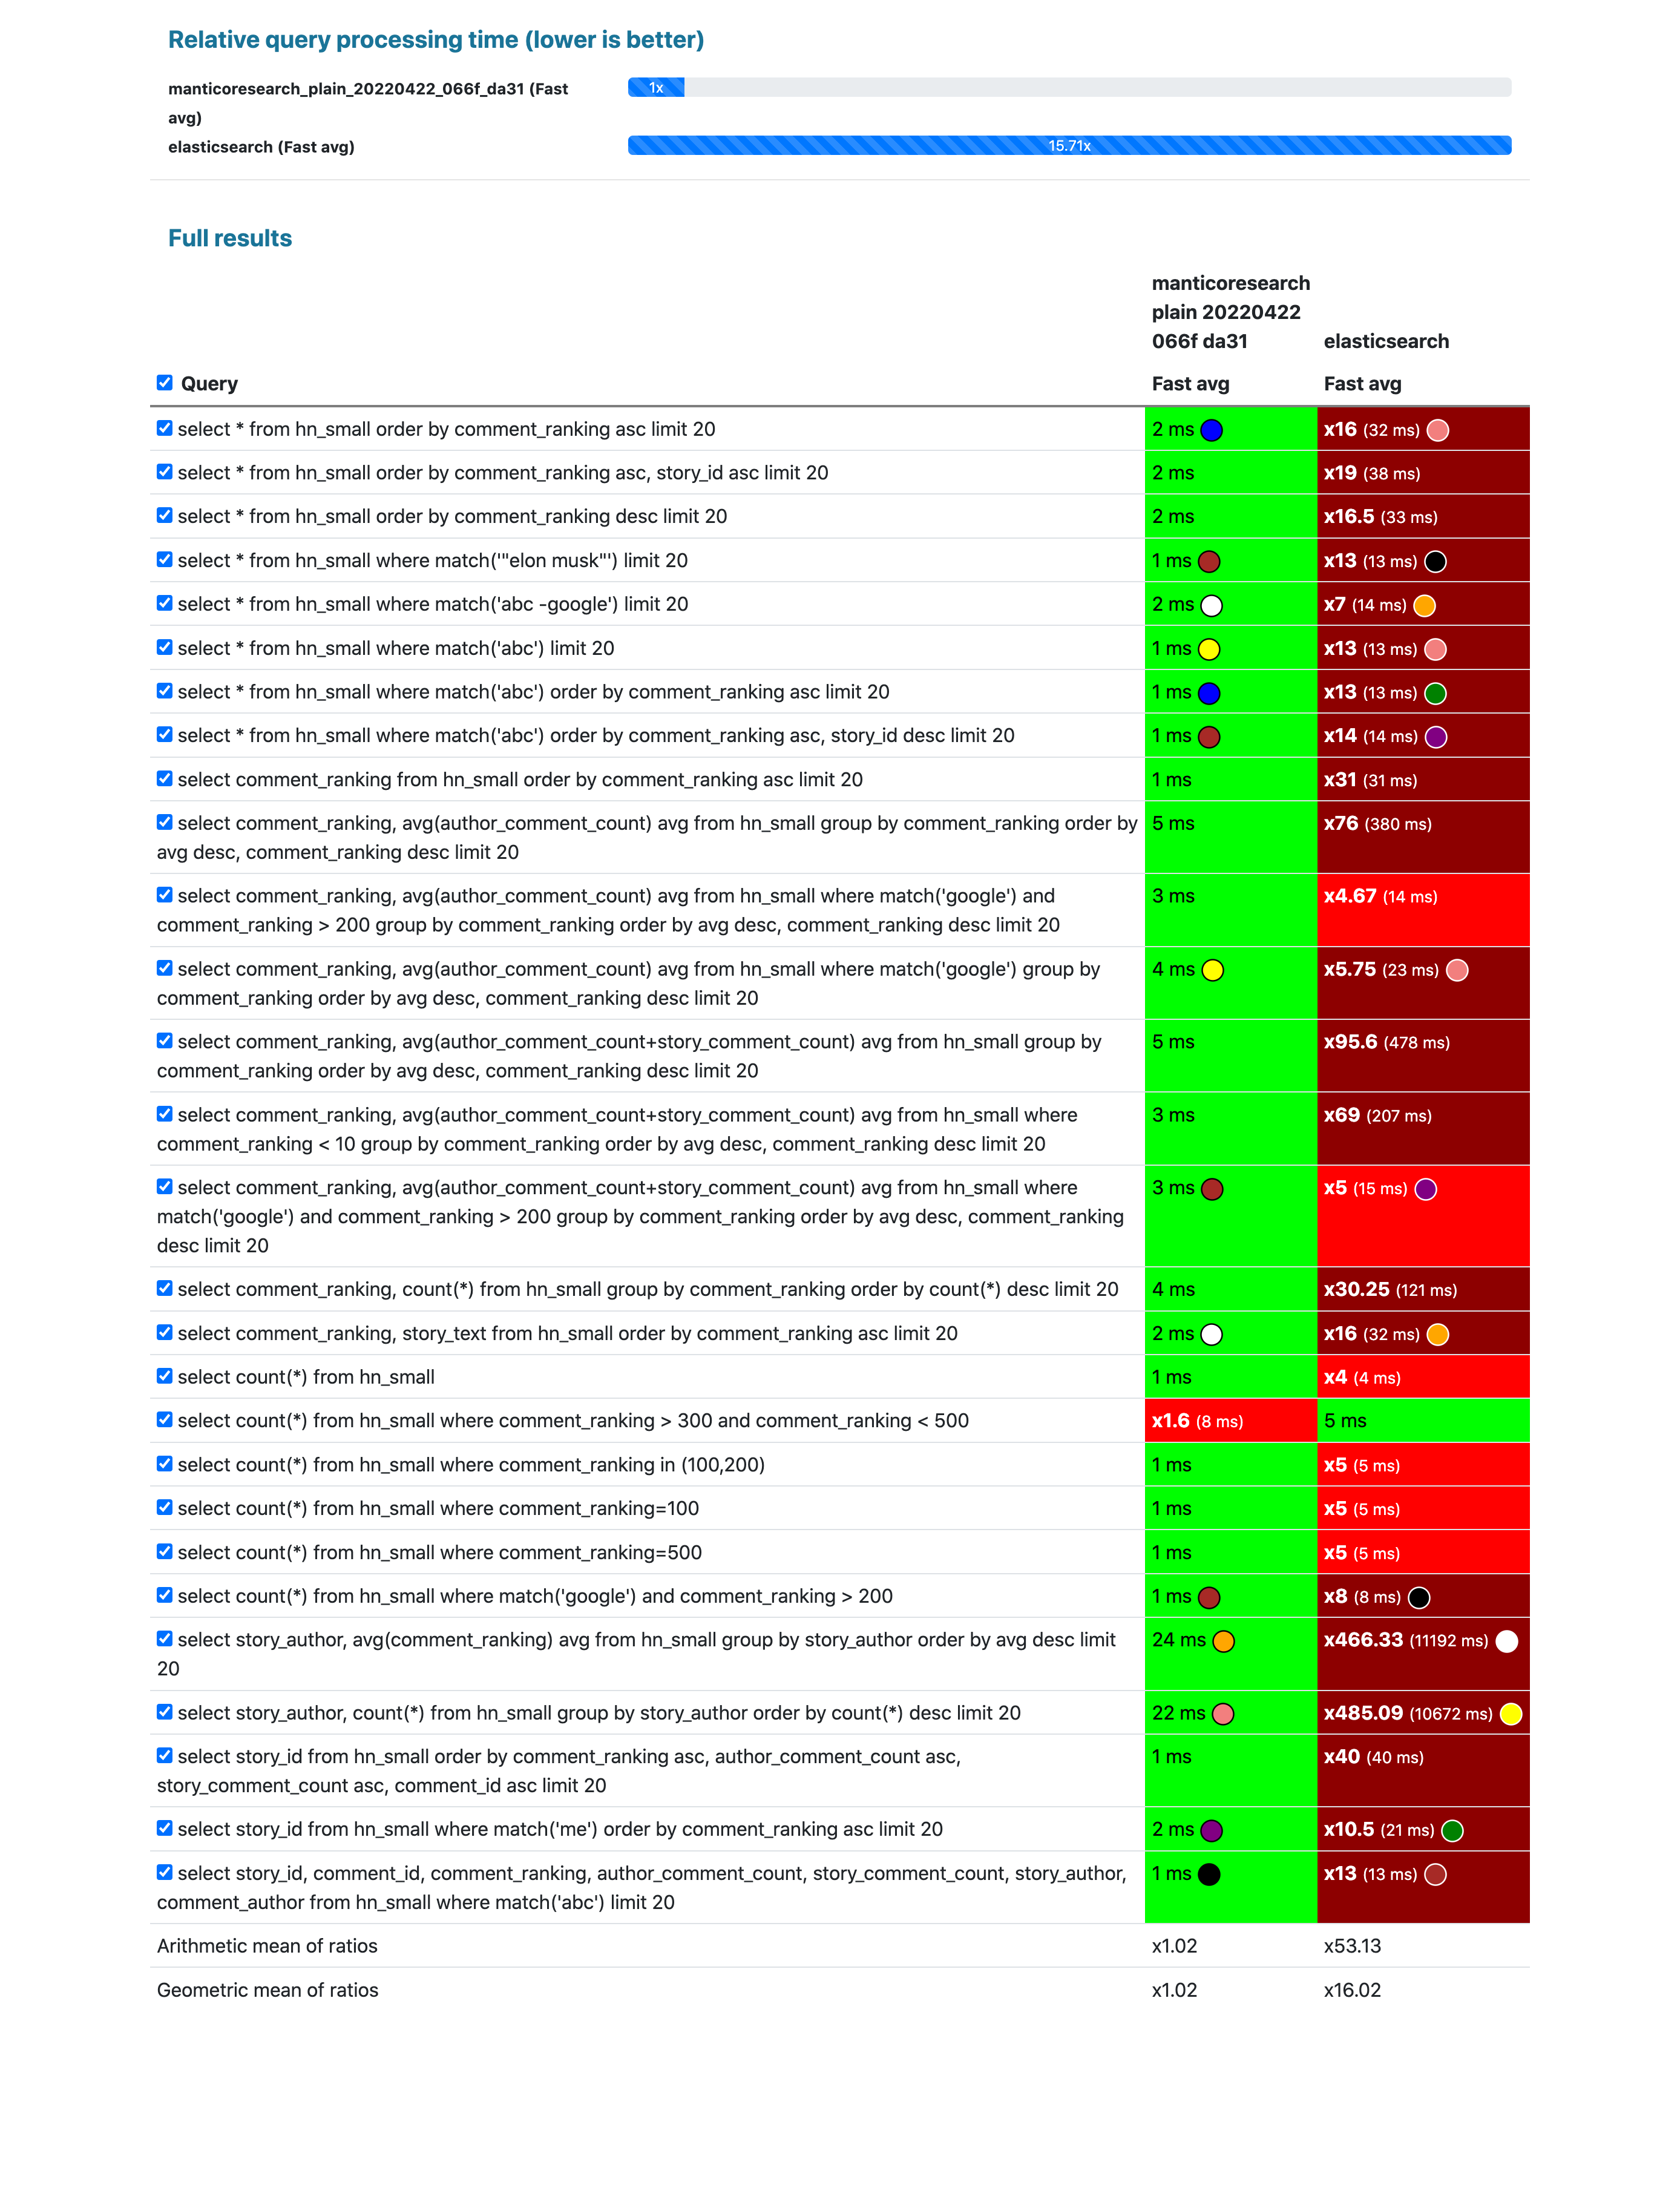 Relative query processing time (lower is better)
manticoresearch_plain_20220422_066f_da31 (Fast
avg)
1x
elasticsearch (Fast avg)
15.71x
Full results
manticoresearch
plain 20220422
066f da31
elasticsearch
Query
Fast avg
Fast avg
select * from hn_small order by comment_ranking asc limit 20
2 ms
x16 (32 ms)
select * from hn_small order by comment_ranking asc, story_id asc limit 20
2 ms
x19 (38 ms)
select * from hn_small order by comment_ranking desc limit 20
2 ms
x16.5 (33 ms)
select * from hn_small where match('"elon musk"') limit 20
1 ms
x13 (13 ms)
select * from hn_small where match('abc -google') limit 20
2 ms
x7 (14 ms)
select * from hn_small where match('abc') limit 20
1 ms
x13 (13 ms)
select * from hn_small where match('abc') order by comment_ranking asc limit 20
1 ms
x13 (13 ms)
select * from hn_small where match('abc') order by comment_ranking asc, story_id desc limit 20
1 ms
x14 (14 ms)
select comment_ranking from hn_small order by comment_ranking asc limit 20
1 ms
x31 (31 ms)
select comment_ranking, avg(author_comment_count) avg from hn_small group by comment_ranking order by
avg desc, comment_ranking desc limit 20
5 ms
x76 (380 ms)
select comment_ranking, avg(author_comment_count) avg from hn_small where match('google') and
comment_ranking > 200 group by comment_ranking order by avg desc, comment_ranking desc limit 20
3 ms
x4.67 (14 ms)
select comment_ranking, avg(author_comment_count) avg from hn_small where match('google') group by
comment_ranking order by avg desc, comment_ranking desc limit 20
4 ms
x5.75 (23 ms)
select comment_ranking, avg(author_comment_count+story_comment_count) avg from hn_small group by
comment_ranking order by avg desc, comment_ranking desc limit 20
5 ms
x95.6 (478 ms)
select comment_ranking, avg(author_comment_count+story_comment_count) avg from hn_small where
comment_ranking < 10 group by comment_ranking order by avg desc, comment_ranking desc limit 20
3 ms
x69 (207 ms)
select comment_ranking, avg(author_comment_count+story_comment_count) avg from hn_small where
match('google') and comment_ranking > 200 group by comment_ranking order by avg desc, comment_ranking
desc limit 20
3 ms
x5 (15 ms)
select comment_ranking, count(*) from hn_small group by comment_ranking order by count(*) desc limit 20
4 ms
x30.25 (121 ms)
select comment_ranking, story_text from hn_small order by comment_ranking asc limit 20
2 ms
x16 (32 ms)
select count(*) from hn_small
1 ms
x4 (4 ms)
select count(*) from hn_small where comment_ranking > 300 and comment_ranking < 500
x1.6 (8 ms)
5 ms
select count(*) from hn_small where comment_ranking in (100,200)
1 ms
x5 (5 ms)
select count(*) from hn_small where comment_ranking=100
1 ms
x5 (5 ms)
select count(*) from hn_small where comment_ranking=500
1 ms
x5 (5 ms)
select count(*) from hn_small where match('google') and comment_ranking > 200
1 ms
x8 (8 ms)
select story_author, avg(comment_ranking) avg from hn_small group by story_author order by avg desc limit
20
24 ms
x466.33 (11192 ms)
select story_author, count(*) from hn_small group by story_author order by count(*) desc limit 20
22 ms
x485.09 (10672 ms)
select story_id from hn_small order by comment_ranking asc, author_comment_count asc,
story_comment_count asc, comment_id asc limit 20
1 ms
x40 (40 ms)
select story_id from hn_small where match('me') order by comment_ranking asc limit 20
2 ms
x10.5 (21 ms)
select story_id, comment_id, comment_ranking, author_comment_count, story_comment_count, story_author,
comment_author from hn_small where match('abc') limit 20
1 ms
x13 (13 ms)
Arithmetic mean of ratios
x1.02
x53.13
Geometric mean of ratios
x1.02
x16.02